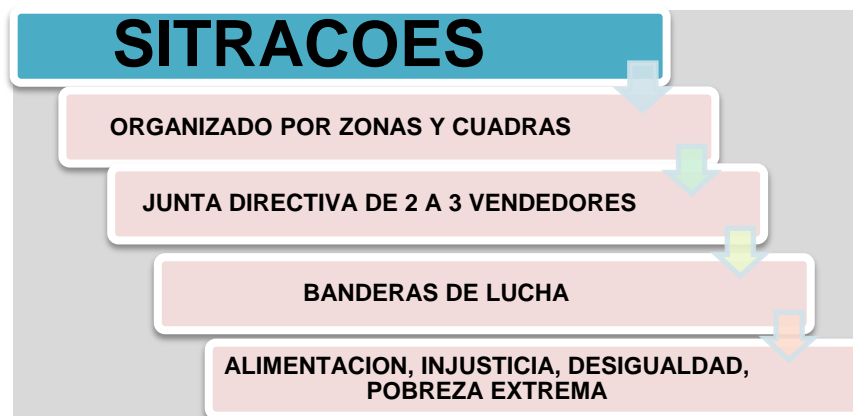 SITRACOES
ORGANIZADO POR ZONAS Y CUADRAS
JUNTA DIRECTIVA DE 2 A 3 VENDEDORES
BANDERAS DE LUCHA
ALIMENTACION, INJUSTICIA, DESIGUALDAD,
POBREZA EXTREMA